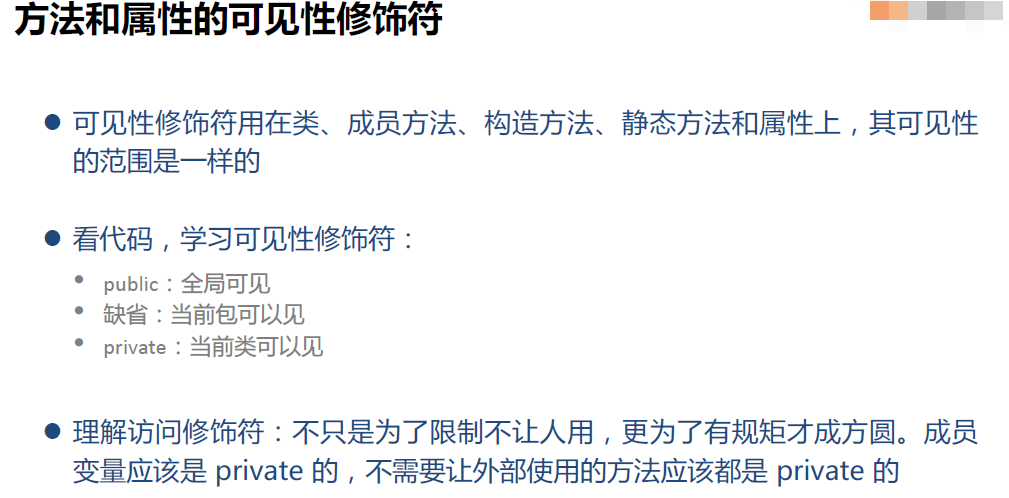 方法和属性的可见性修饰符
● 可见性修饰符用在类、成员方法、构造方法、静态方法和属性上，其可见性
的范围是一样的
● 看代码，学习可见性修饰符：
• public：全局可见
• 缺省：当前包可以见
• private：当前类可以见
● 理解访问修饰符：不只是为了限制不让人用，更为了有规矩才成方圆。成员
变量应该是 private 的，不需要让外部使用的方法应该都是 private 的